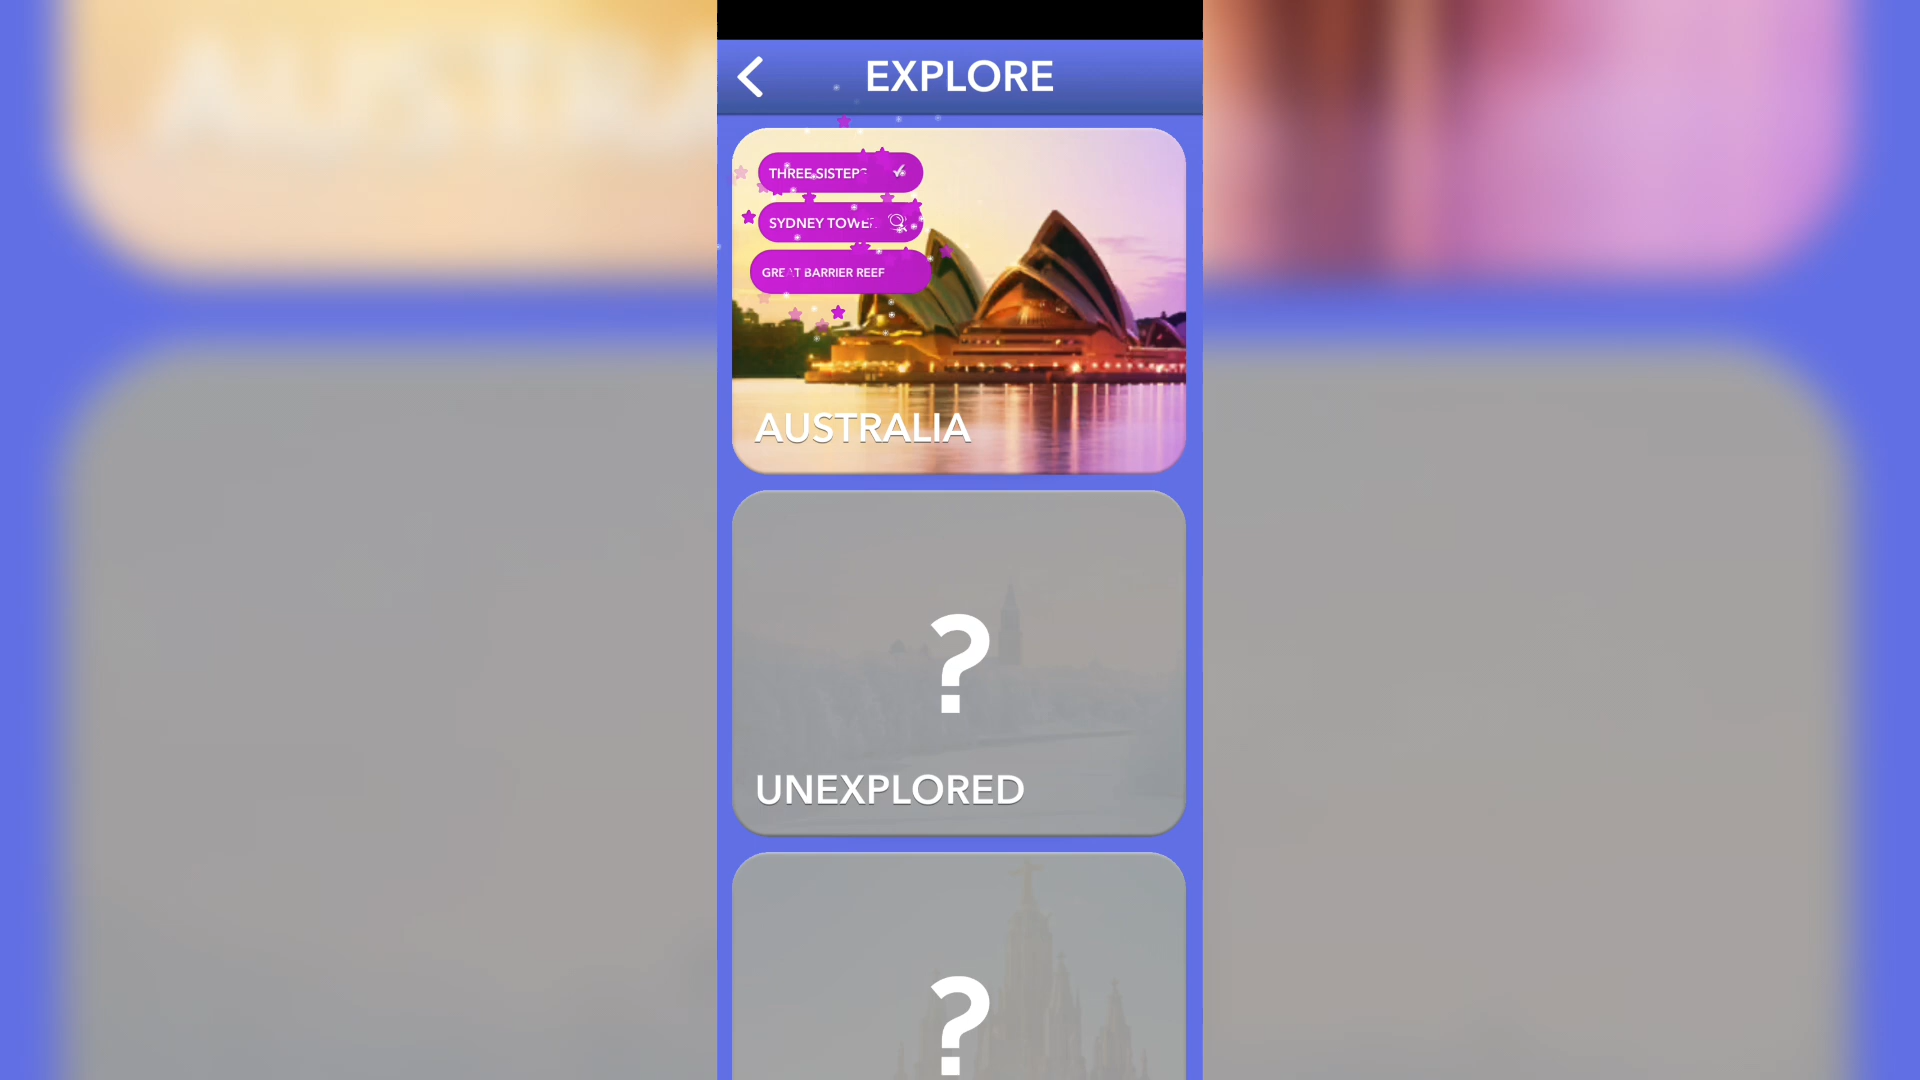 EXPLORE
THREE SISTERS
SYDNEY TOWER
GREAT BARRIER REEF
AUSTRALIA
?
UNEXPLORED
?